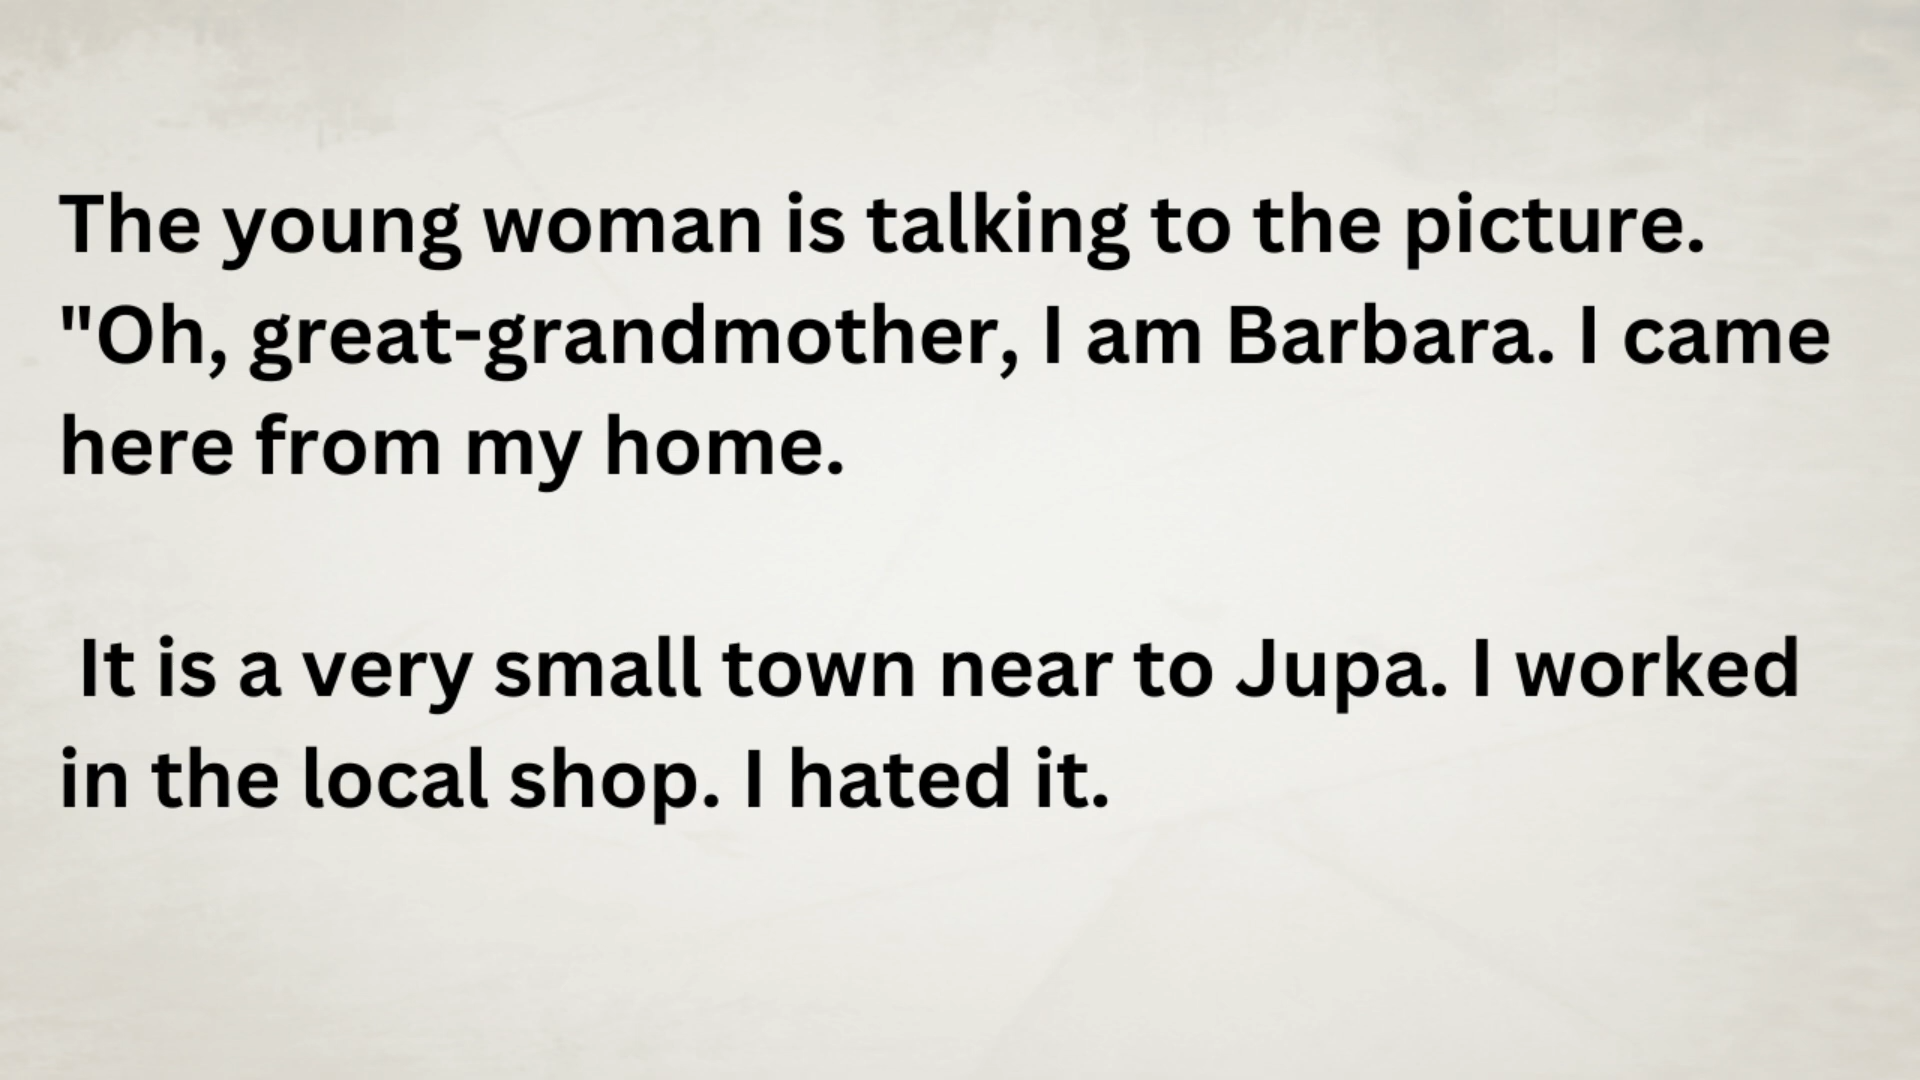 The young woman is talking to the picture.
"Oh, great-grandmother, I am Barbara. I came
here from my home.
It is a very small town near to Jupa. I worked
in the local shop. I hated it.